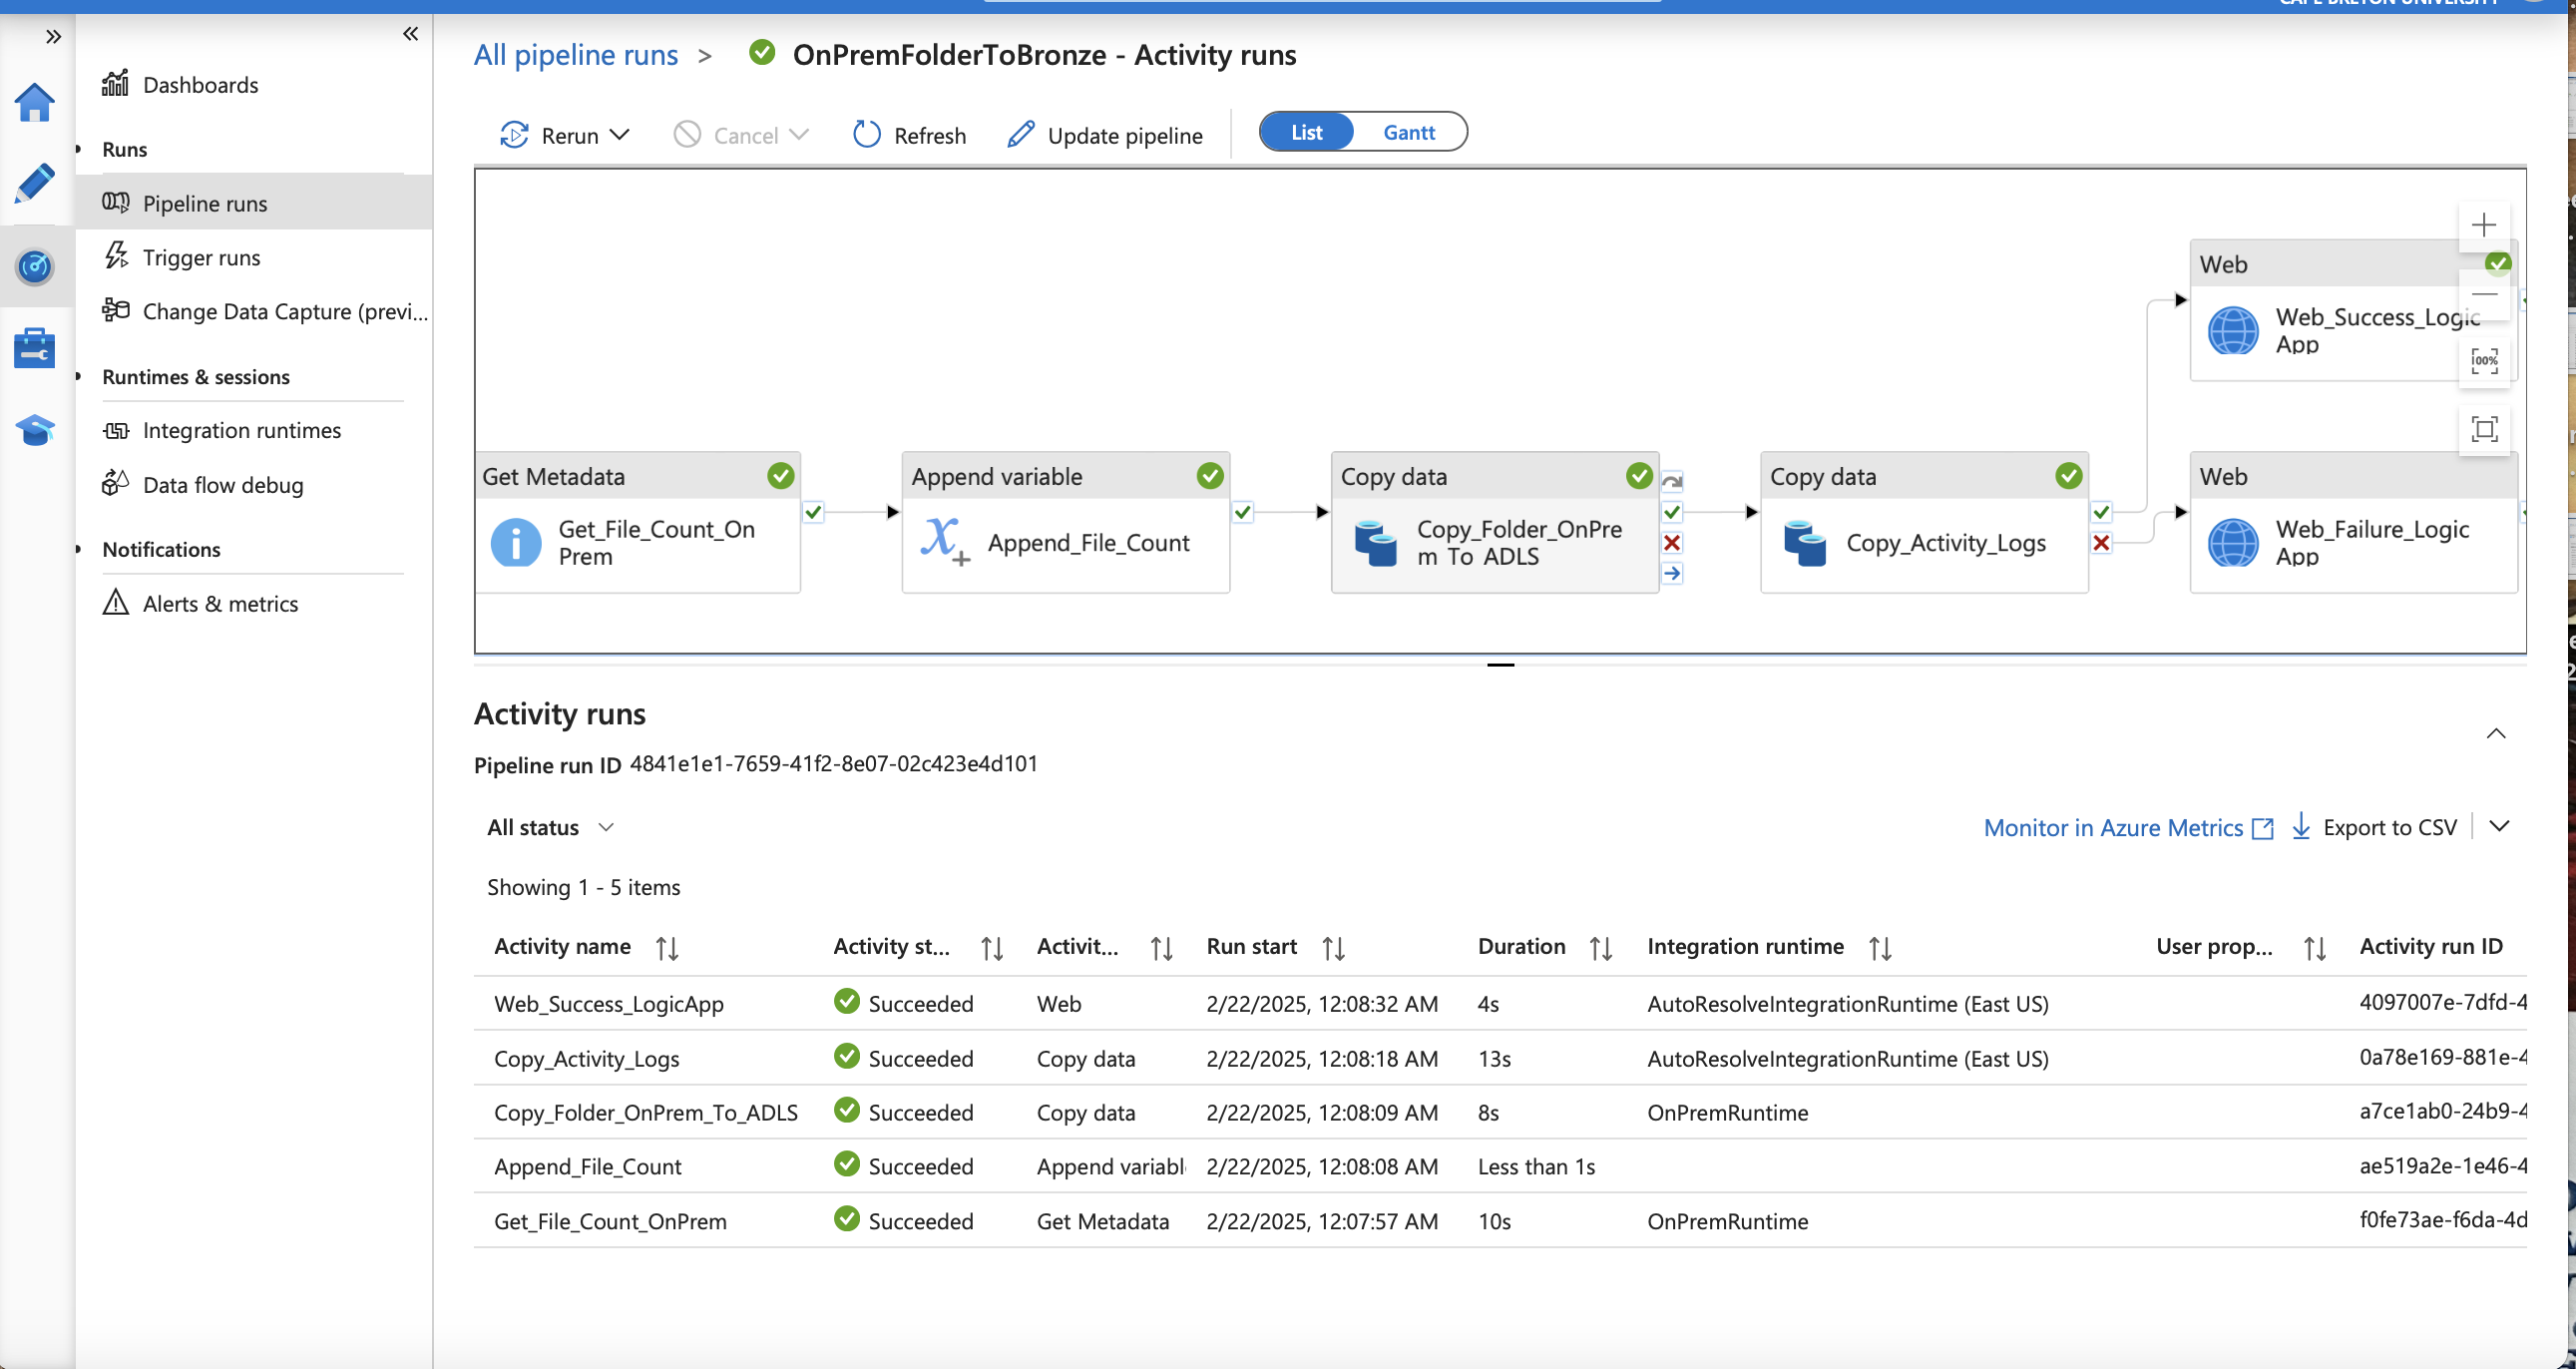 CAPE BRETON UNIVERSITY
All pipeline runs > OnPremFolderToBronze - Activity runs
Rerun Cancel Refresh Update pipeline List Gantt
Dashboards
Runs
Pipeline runs
Trigger runs
Change Data Capture (previ...
Runtimes & sessions
Integration runtimes
Data flow debug
Notifications
Alerts & metrics
Web
Web_Success_Logic
App
100%
Get Metadata
Get_File_Count_On
Prem
Append variable
Append_File_Count
Copy data
Copy_Folder_OnPre
m_To_ADLS
Copy data
Copy_Activity_Logs
Web
Web_Failure_Logic
App
Activity runs
Pipeline run ID 4841e1e1-7659-41f2-8e07-02c423e4d101
All status
Monitor in Azure Metrics Export to CSV
Showing 1 - 5 items
Activity name Activity st... Activit... Run start Duration Integration runtime User prop... Activity run ID
Web_Success_LogicApp Succeeded Web 2/22/2025, 12:08:32 AM 4s AutoResolveIntegrationRuntime (East US) 4097007e-7dfd-4
Copy_Activity_Logs Succeeded Copy data 2/22/2025, 12:08:18 AM 13s AutoResolveIntegrationRuntime (East US) 0a78e169-881e-4
Copy_Folder_OnPrem_To_ADLS Succeeded Copy data 2/22/2025, 12:08:09 AM 8s OnPremRuntime a7ce1ab0-24b9-4
Append_File_Count Succeeded Append variabl 2/22/2025, 12:08:08 AM Less than 1s ae519a2e-1e46-4
Get_File_Count_OnPrem Succeeded Get Metadata 2/22/2025, 12:07:57 AM 10s OnPremRuntime f0fe73ae-f6da-4d